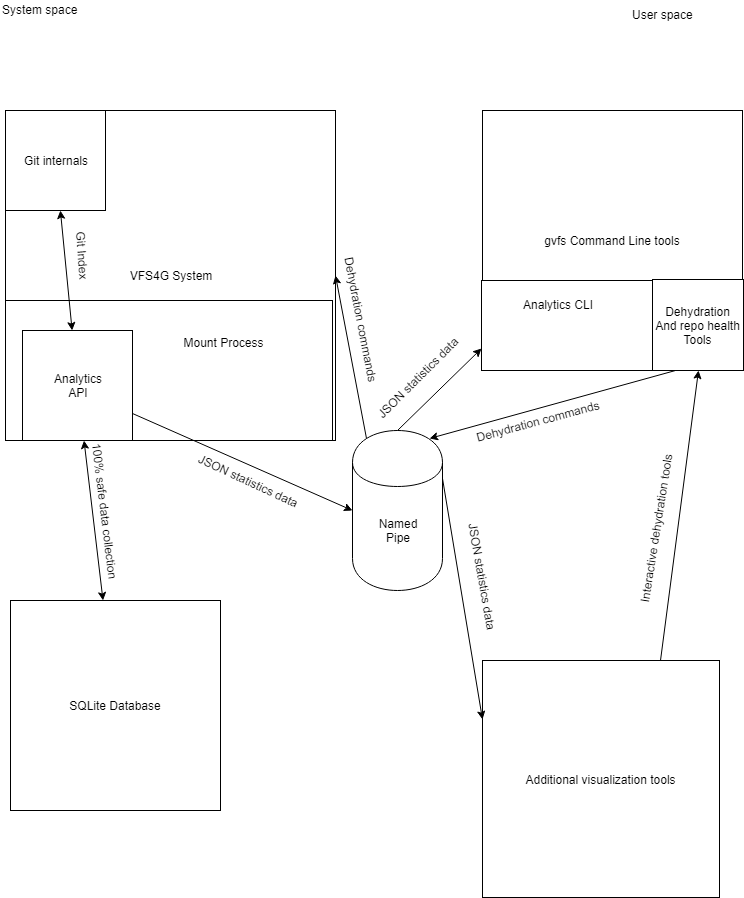 System space
User space
Git internals
gvfs Command Line tools
Git Index
VFS4G System
Dehydration commands
Analytics CLI
Dehydration
And repo health
Tools
Mount Process
JSON statistics data
Analytics
API
Dehydration commands
100% safe data collection
JSON statistics data
Named
Pipe
Interactive dehydration tools
JSON statistics data
SQLite Database
Additional visualization tools